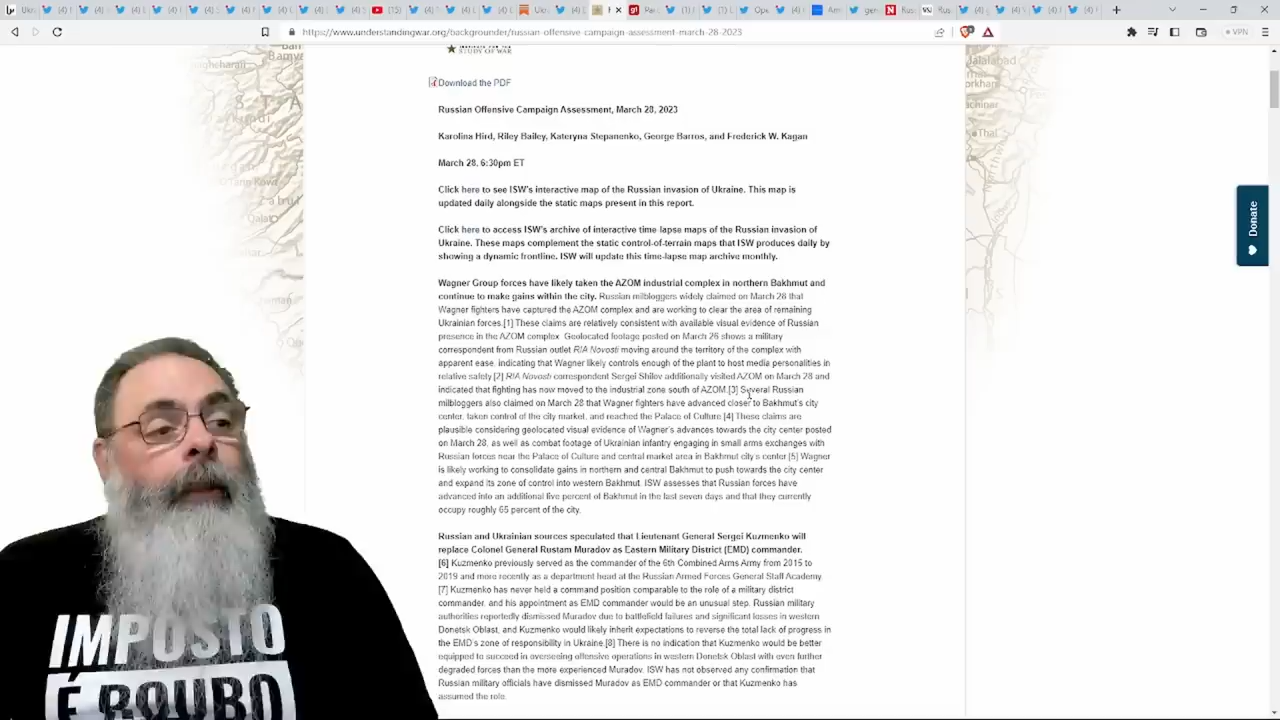 https://www.understandingwar.org/backgrounder/russian-offensive-campaign-assessment-march-28-2023
VPN
STUDY OF WAR
Download the PDF
Russian Offensive Campaign Assessment, March 28, 2023
Karolina Hird, Riley Bailey, Kateryna Stepanenko, George Barros, and Frederick W. Kagan
March 28, 6:30pm ET
Click here to see ISW's interactive map of the Russian invasion of Ukraine. This map is
updated daily alongside the static maps present in this report.
Click here to access ISW's archive of interactive time-lapse maps of the Russian invasion of
Ukraine. These maps complement the static control-of-terrain maps that ISW produces daily by
showing a dynamic frontline. ISW will update this time-lapse map archive monthly.
Wagner Group forces have likely taken the AZOM industrial complex in northern Bakhmut and
continue to make gains within the city. Russian milbloggers widely claimed on March 28 that
Wagner fighters have captured the AZOM complex and are working to clear the area of remaining
Ukrainian forces.[1] These claims are relatively consistent with available visual evidence of Russian
presence in the AZOM complex. Geolocated footage posted on March 26 shows a military
correspondent from Russian outlet RIA Novosti moving around the territory of the complex with
apparent ease, indicating that Wagner likely controls enough of the plant to host media personalities in
relative safety.[2] RIA Novosti correspondent Sergei Shilov additionally visited AZOM on March 28 and
indicated that fighting has now moved to the industrial zone south of AZOM.[3] Several Russian
milbloggers also claimed on March 28 that Wagner fighters have advanced closer to Bakhmut's city
center, taken control of the city market, and reached the Palace of Culture.[4] These claims are
plausible considering geolocated visual evidence of Wagner's advances towards the city center posted
on March 28, as well as combat footage of Ukrainian infantry engaging in small arms exchanges with
Russian forces near the Palace of Culture and central market area in Bakhmut city's center.[5] Wagner
is likely working to consolidate gains in northern and central Bakhmut to push towards the city center
and expand its zone of control into western Bakhmut. ISW assesses that Russian forces have
advanced into an additional five percent of Bakhmut in the last seven days and that they currently
occupy roughly 65 percent of the city.
Russian and Ukrainian sources speculated that Lieutenant General Sergei Kuzmenko will
replace Colonel General Rustam Muradov as Eastern Military District (EMD) commander.
[6] Kuzmenko previously served as the commander of the 6th Combined Arms Army from 2015 to
2019 and more recently as a department head at the Russian Armed Forces General Staff Academy.
[7] Kuzmenko has never held a command position comparable to the role of a military district
commander, and his appointment as EMD commander would be an unusual step. Russian military
authorities reportedly dismissed Muradov due to battlefield failures and significant losses in western
Donetsk Oblast, and Kuzmenko would likely inherit expectations to reverse the total lack of progress in
the EMD's zone of responsibility in Ukraine.[8] There is no indication that Kuzmenko would be better
equipped to succeed in overseeing offensive operations in western Donetsk Oblast with even further
degraded forces than the more experienced Muradov. ISW has not observed any confirmation that
Russian military officials have dismissed Muradov as EMD commander or that Kuzmenko has
assumed the role.
Donate
Jalalabad
IMPOSTO
É ROUBO